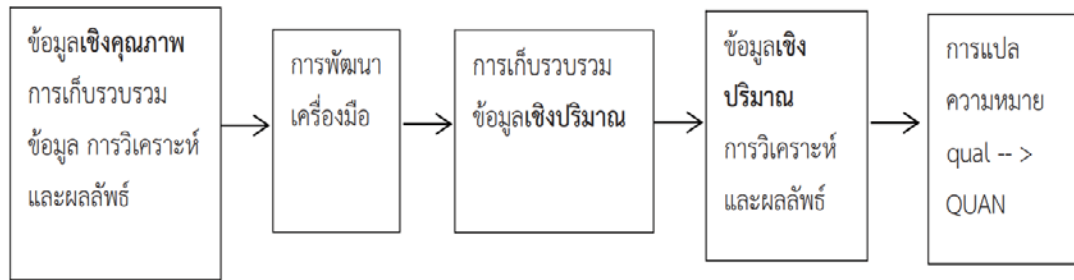 ข้อมูลเชิงคุณภาพ
การเก็บรวบรวม
ข้อมูล การวิเคราะห์
และผลลัพธ์
การพัฒนา
เครื่องมือ
การเก็บรวบรวม
ข้อมูลเชิงปริมาณ
ข้อมูลเชิง
ปริมาณ
การวิเคราะห์
และผลลัพธ์
การแปล
ความหมาย
qual -- >
QUAN